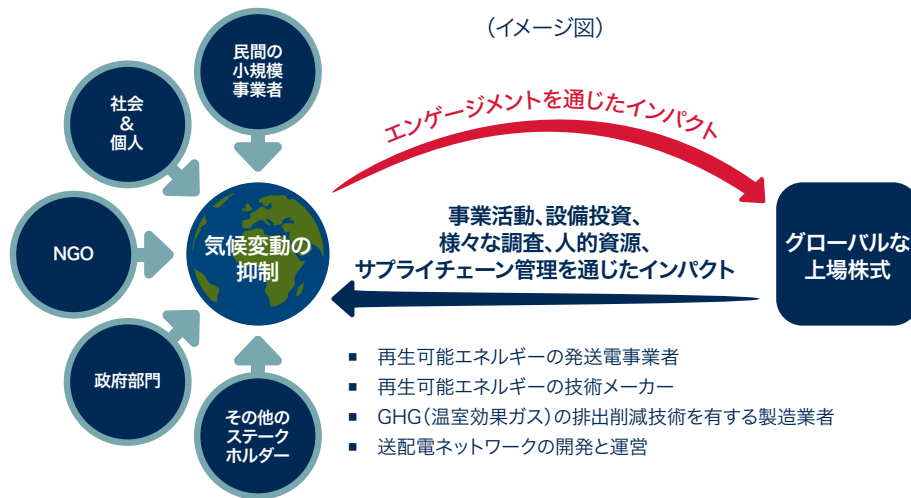 (イメージ図)
民間の
小規模
事業者
社会
&
個人
NGO
政府部門
その他の
ステーク
ホルダー
気候変動の
抑制
エンゲージメントを通じたインパクト
事業活動、設備投資、
様々な調査、人的資源、
サプライチェーン管理を通じたインパクト
グローバルな
上場株式
■ 再生可能エネルギーの発送電事業者
■ 再生可能エネルギーの技術メーカー
■ GHG(温室効果ガス)の排出削減技術を有する製造業者
■ 送配電ネットワークの開発と運営